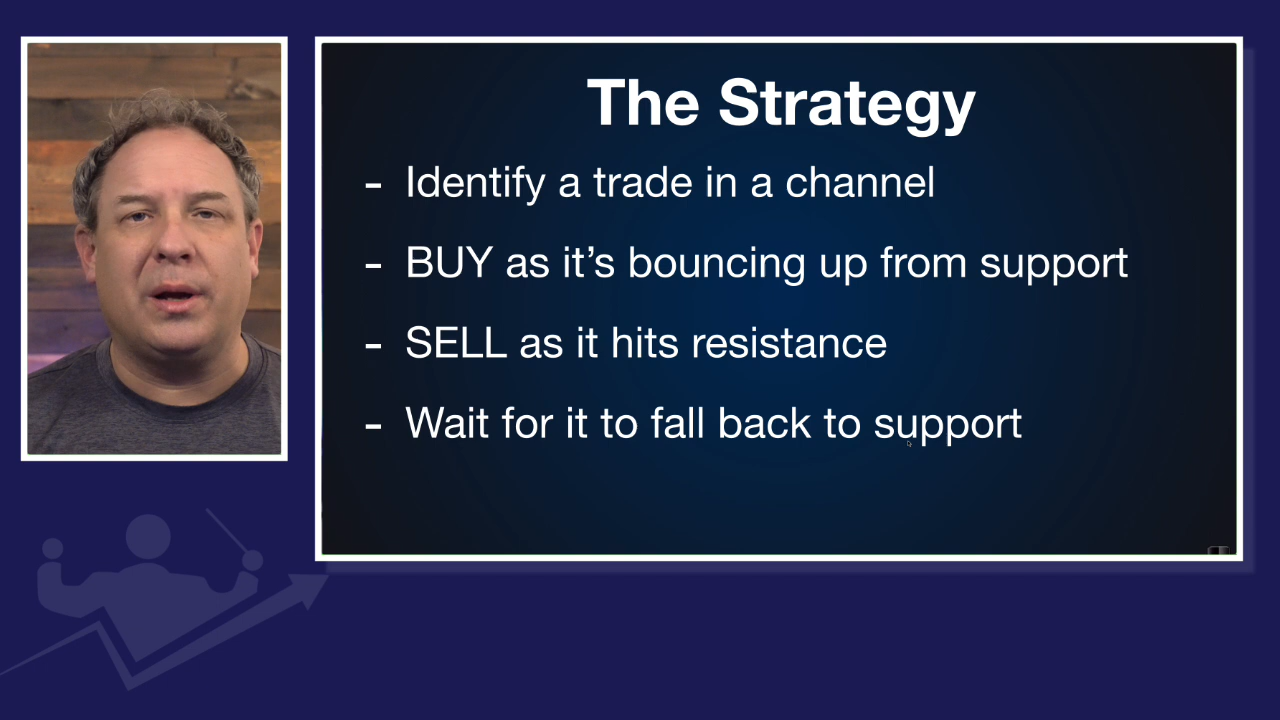 The Strategy
- Identify a trade in a channel
- BUY as it’s bouncing up from support
- SELL as it hits resistance
- Wait for it to fall back to support